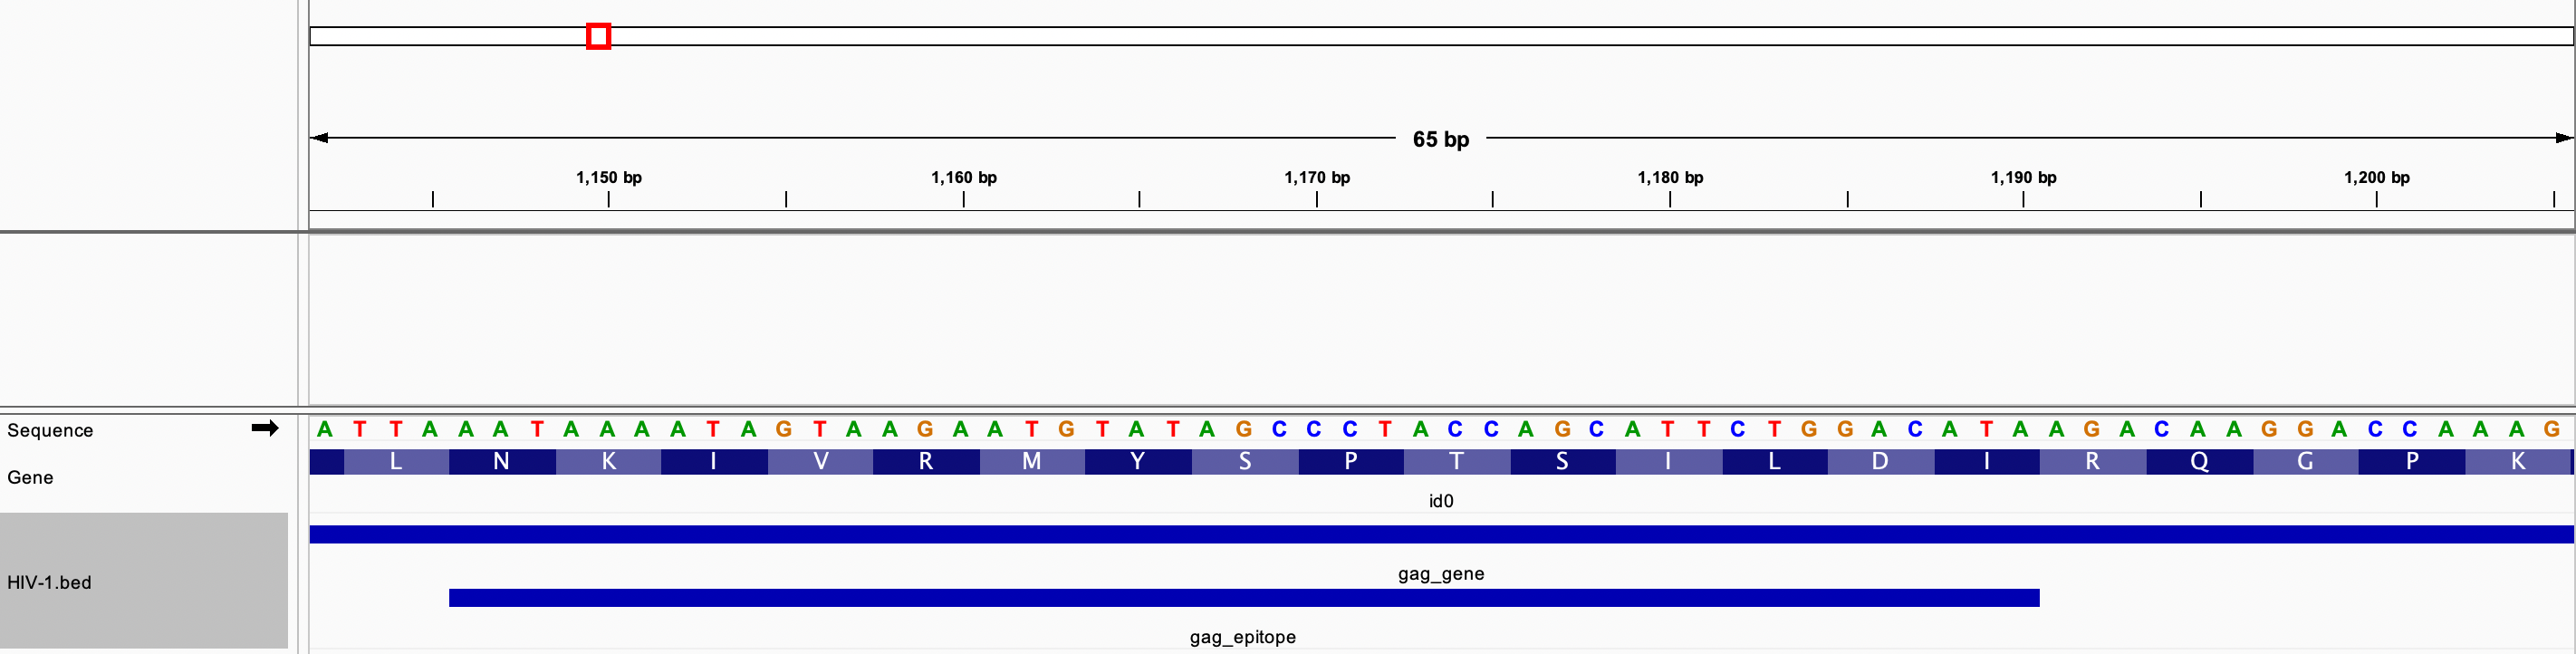 65 bp
1,150 bp 1,160 bp 1,170 bp 1,180 bp 1,190 bp 1,200 bp
Sequence A T T A A A T A A A A T A G T A A G A A T G T A T A G C C C T A C C A G C A T T C T G G A C A T A A G A C A A G G A C C A A A G
L N K I V R M Y S P T S I L D I R Q G P K
Gene
id0
gag_gene
HIV-1.bed
gag_epitope